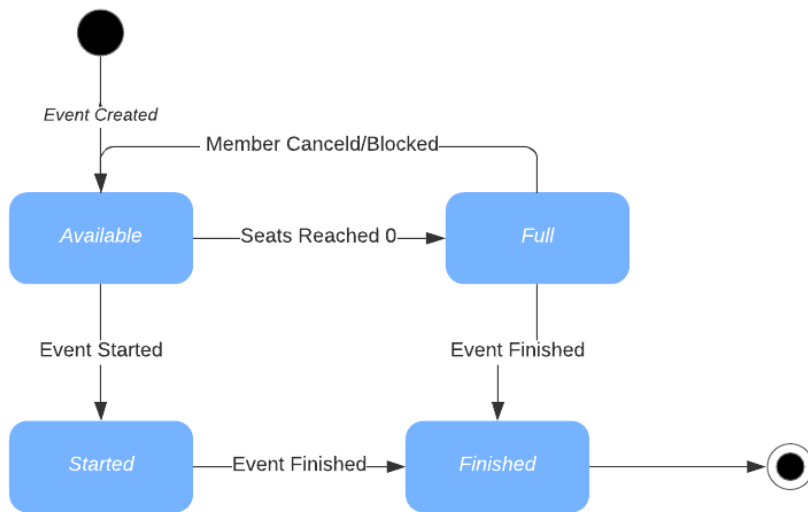 Event Created
Member Canceld/Blocked
Available
Seats Reached 0
Full
Event Started
Event Finished
Started
Event Finished
Finished